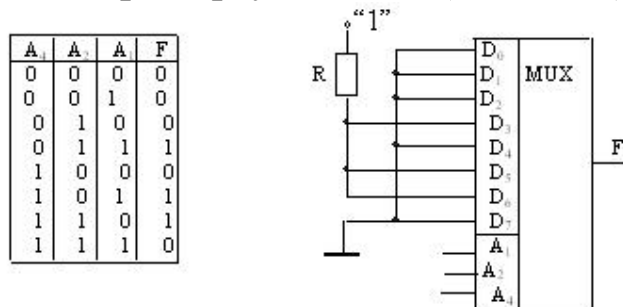 A₄ A₂ A₁ F
0 0 0 0
0 0 1 0
0 1 0 0
0 1 1 1
1 0 0 0
1 0 1 1
1 1 0 1
1 1 1 0
"1"
R
D₀
D₁ MUX
D₂
D₃
D₄
F
D₅
D₆
D₇
A₁
A₂
A₄